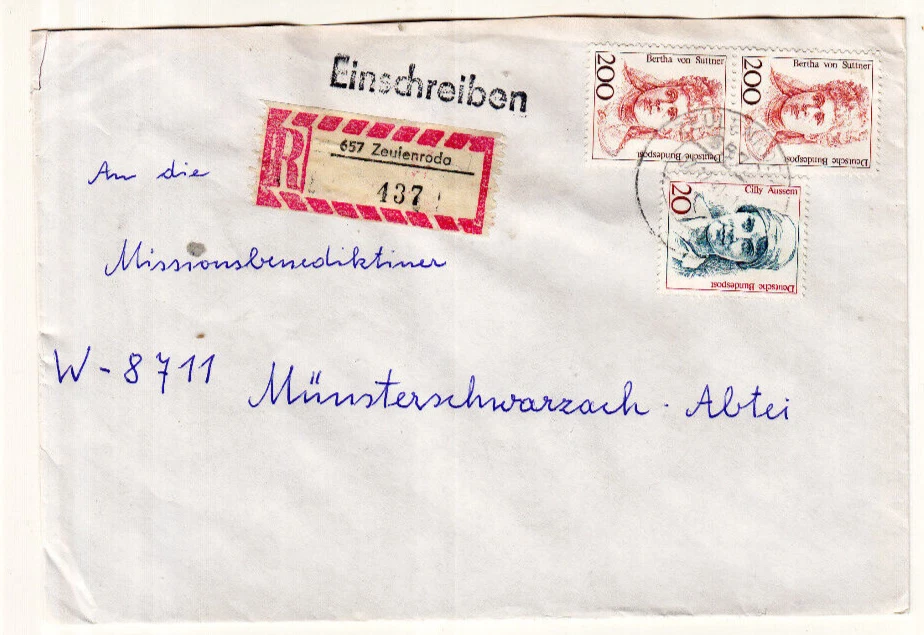 Einschreiben
Bertha von Suttner
200
Deutsche Bundespost
Bertha von Suttner
200
Deutsche Bundespost
R
657 Zeulenroda
437
Cilly Aussem
20
Deutsche Bundespost
An die
Missionsbenediktiner
W - 8711 Münsterschwarzach - Abtei